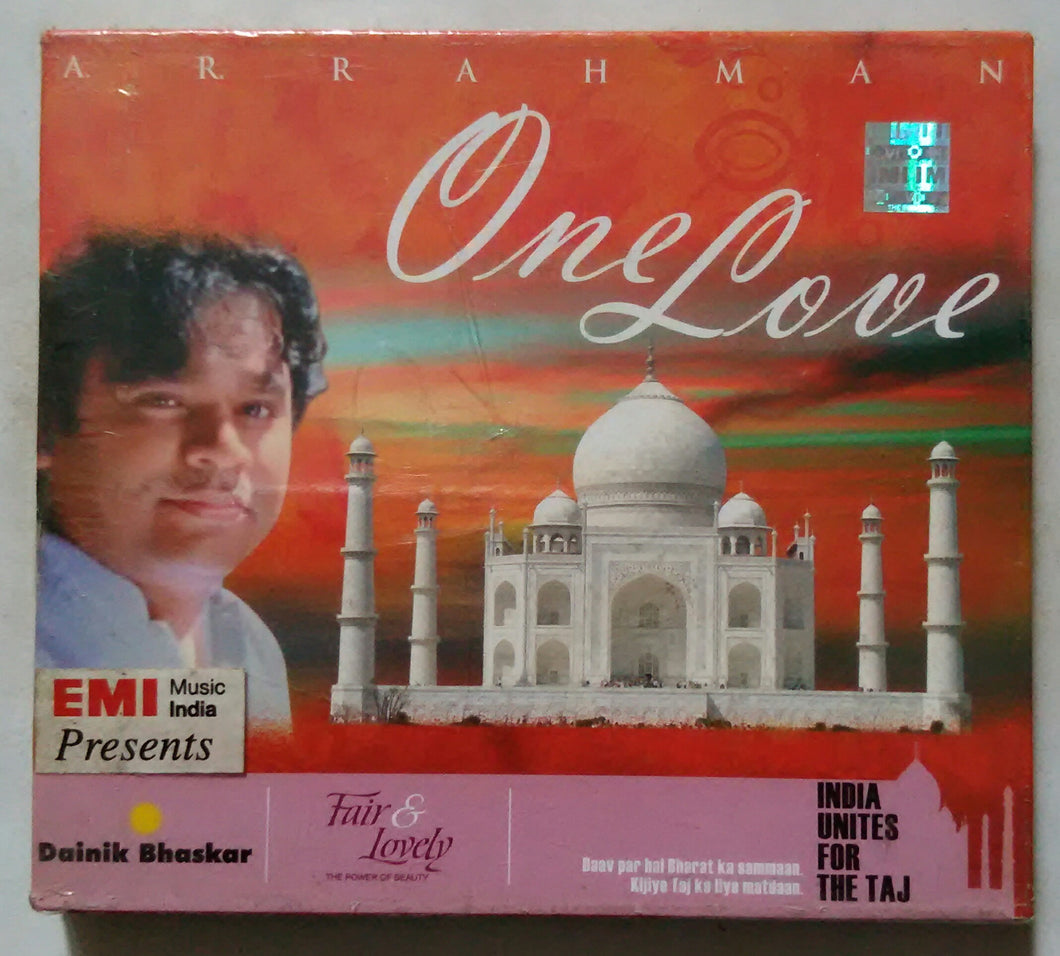 A. R. RAHMAN
One Love
EMI Music India
Presents
Dainik Bhaskar
Fair & Lovely
THE POWER OF BEAUTY
Daav par hai Bharat ka sammaan.
Kijiye Taj ke liye matdaan.
INDIA
UNITES
FOR
THE TAJ